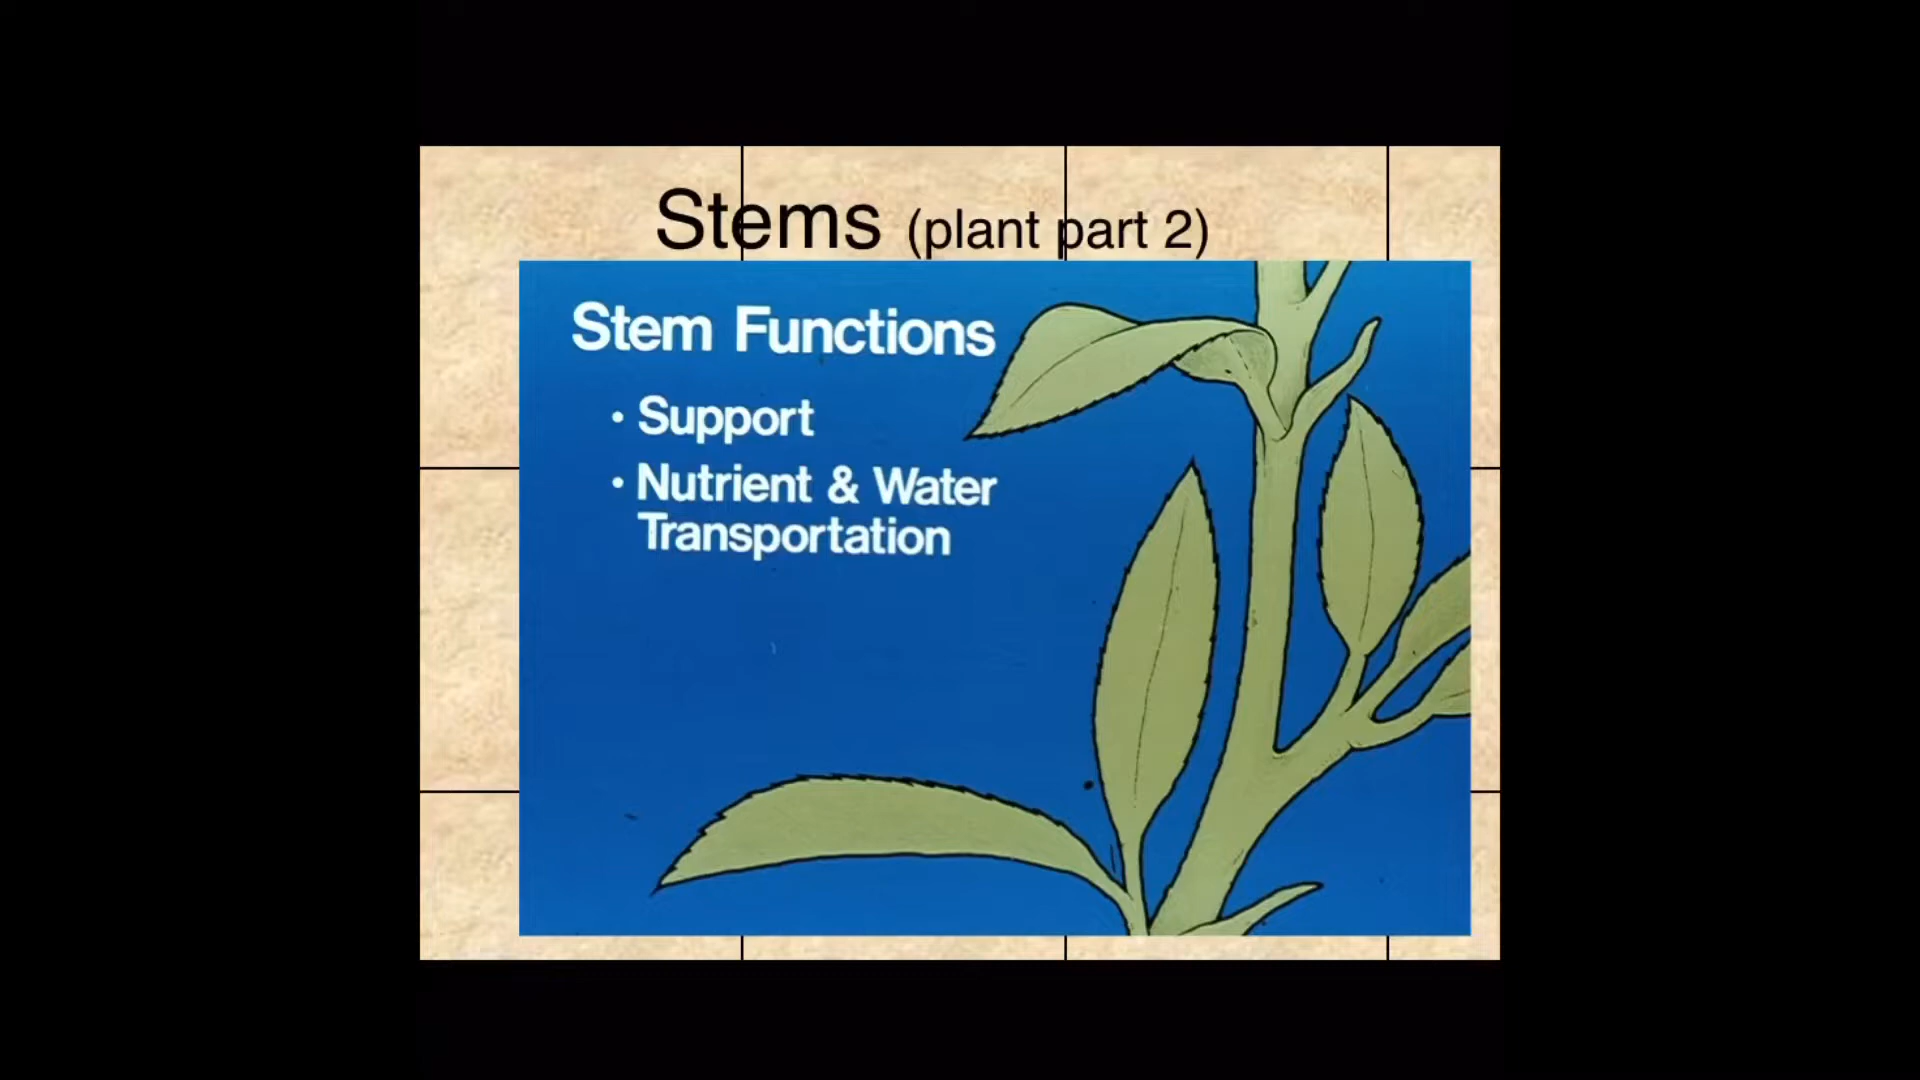 Stems (plant part 2)
Stem Functions
• Support
• Nutrient & Water
Transportation